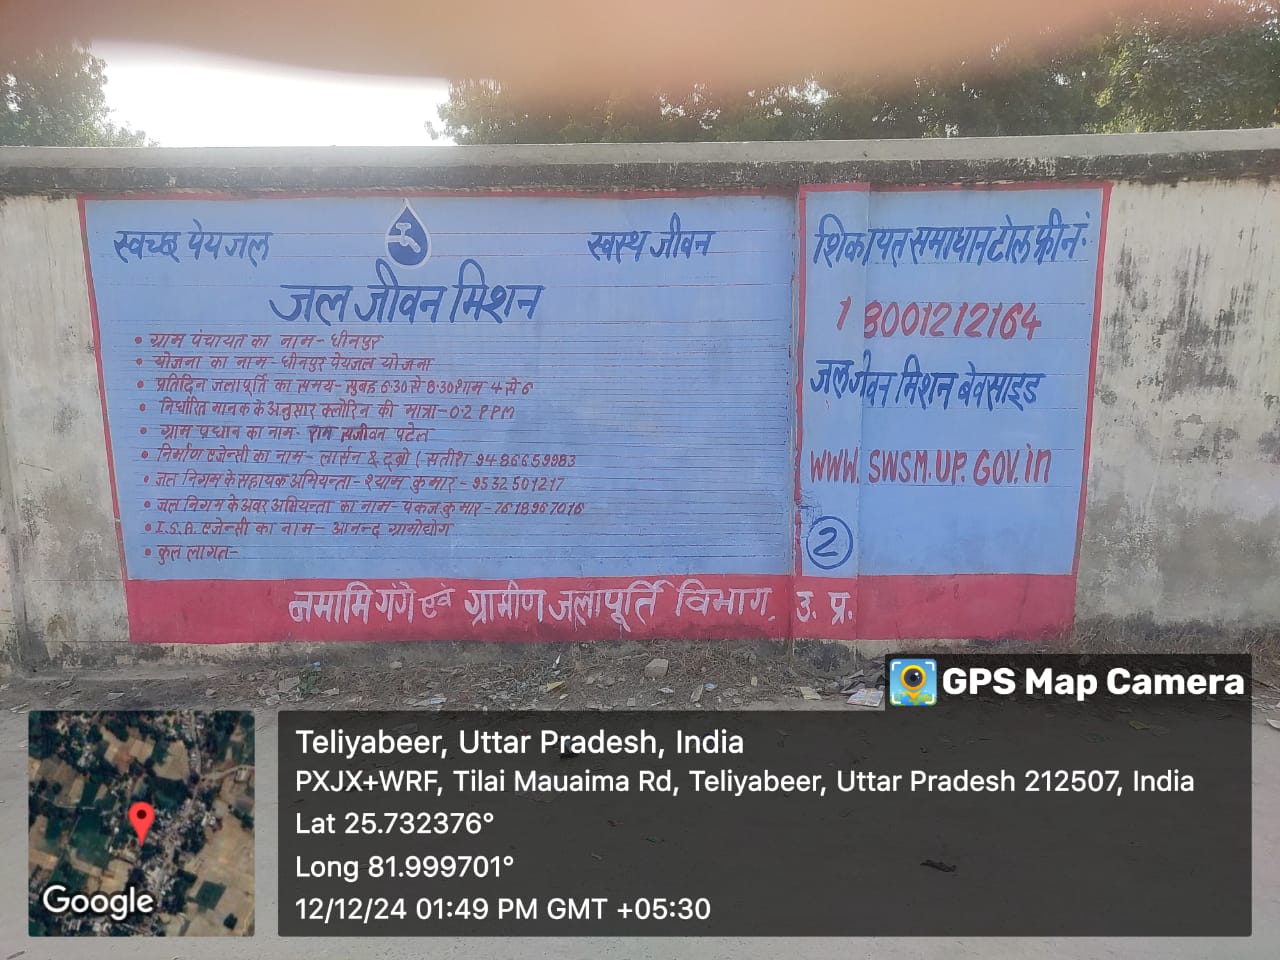 स्वच्छ पेयजल
स्वस्थ जीवन
जल जीवन मिशन
• ग्राम पंचायत का नाम- धीनपुर
• योजना का नाम- धीनपुर पेयजल योजना
• प्रतिदिन जलापूर्ति का समय- सुबह 6:30 से 8:30 शाम 4 से 6
• निर्धारित मानक के अनुसार क्लोरिन की मात्रा- 0.2 PPM
• ग्राम प्रधान का नाम- राम सजीवन पटेल
• निर्माण एजेन्सी का नाम- लार्सन & टुब्रो ( सतीश 9486659983
• जल निगम के सहायक अभियन्ता- श्याम कुमार- 9532501217
• जल निगम के अवर अभियन्ता का नाम- पंकज कुमार- 7618967016
• I.S.A. एजेन्सी का नाम- आनन्द ग्रामोद्योग
• कुल लागत-
शिकायत समाधान टोल फ्री नं.
18001212164
जल जीवन मिशन बेवसाइड
WWW. SWSM.UP.GOV.in
2
नमामि गंगे एवं ग्रामीण जलापूर्ति विभाग, उ. प्र.
GPS Map Camera
Teliyabeer, Uttar Pradesh, India
PXJX+WRF, Tilai Mauaima Rd, Teliyabeer, Uttar Pradesh 212507, India
Lat 25.732376°
Long 81.999701°
12/12/24 01:49 PM GMT +05:30
Google